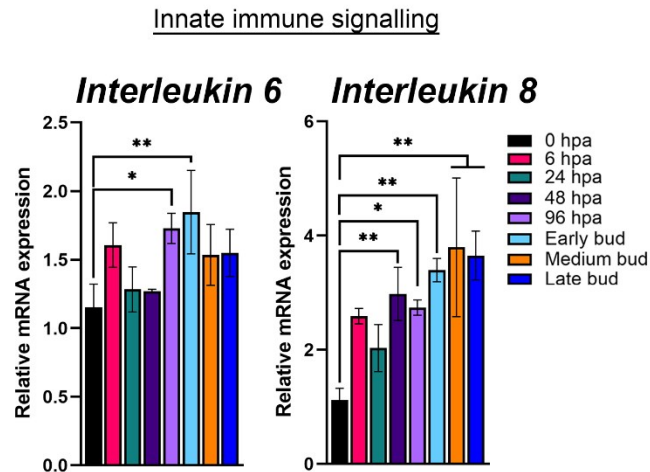 Innate immune signalling
Interleukin 6
Relative mRNA expression
2.5
2.0
1.5
1.0
0.5
0.0
**
*
Interleukin 8
Relative mRNA expression
6
4
2
0
**
**
*
**
0 hpa
6 hpa
24 hpa
48 hpa
96 hpa
Early bud
Medium bud
Late bud